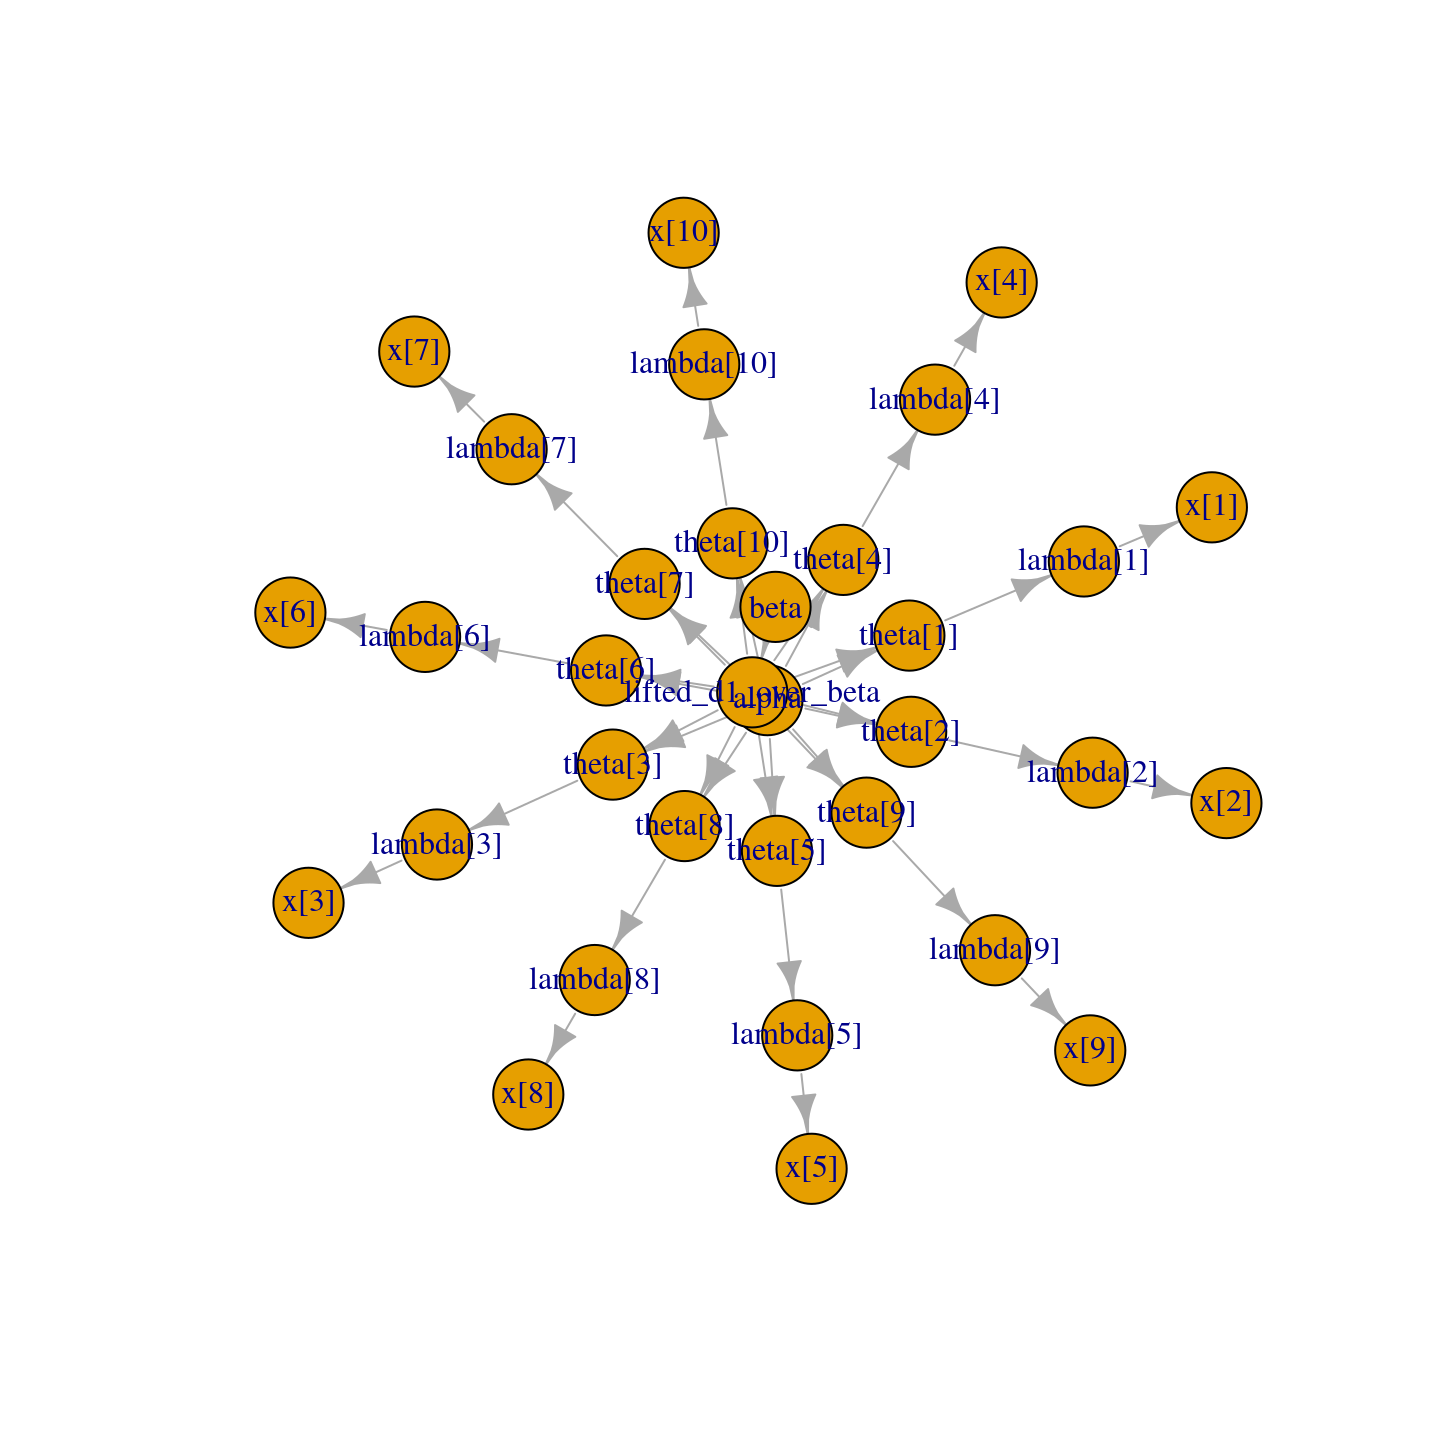 x[10]
x[4]
x[7]
lambda[10]
lambda[4]
lambda[7]
x[1]
theta[10]
theta[4]
lambda[1]
theta[7]
x[6]
beta
lambda[6]
theta[1]
theta[6]
lifted_d1_over_beta
alpha
theta[2]
theta[3]
lambda[2]
x[2]
theta[9]
theta[8]
lambda[3]
theta[5]
x[3]
lambda[9]
lambda[8]
lambda[5]
x[9]
x[8]
x[5]